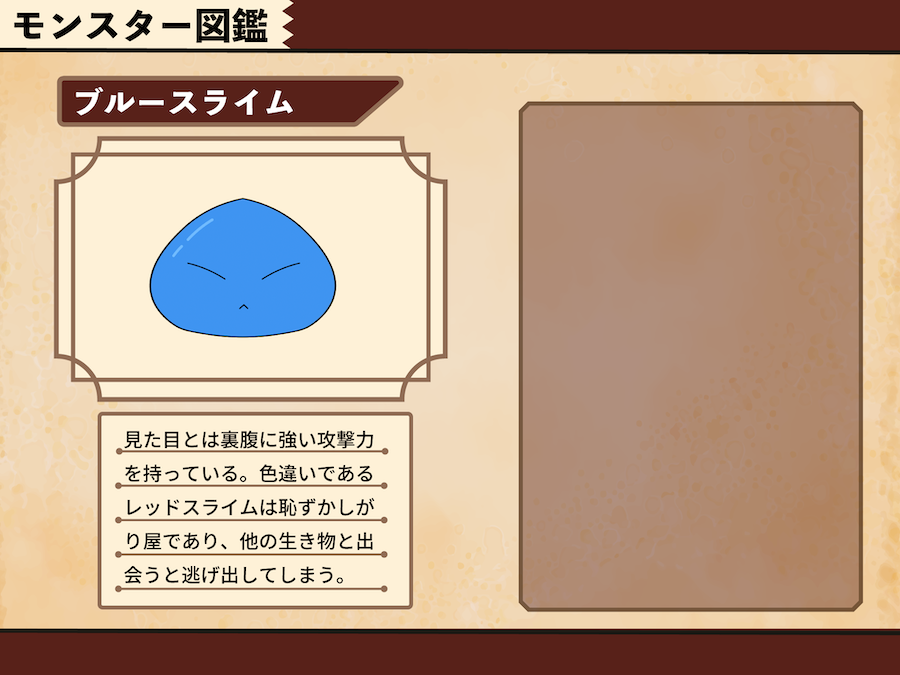 モンスター図鑑
ブルースライム
見た目とは裏腹に強い攻撃力
を持っている。色違いである
レッドスライムは恥ずかしが
り屋であり、他の生き物と出
会うと逃げ出してしまう。